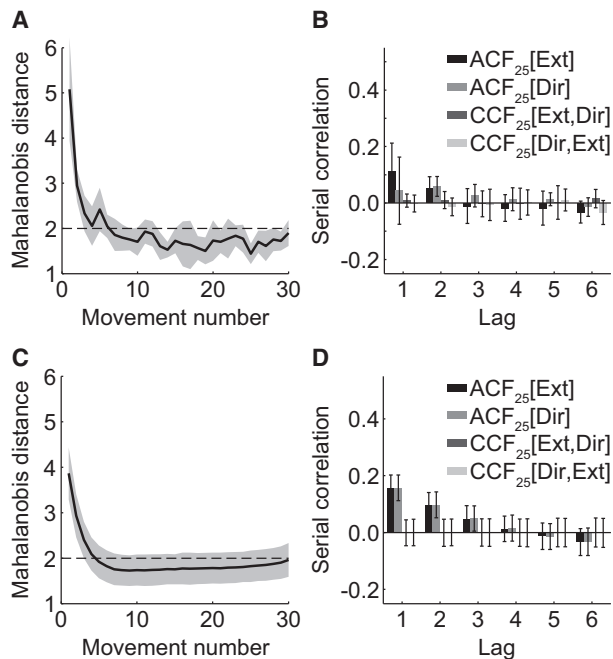 A
6
5
4
3
2
1
0 10 20 30
Mahalanobis distance
Movement number
B
ACF25[Ext]
ACF25[Dir]
CCF25[Ext,Dir]
CCF25[Dir,Ext]
0.4
0.2
0.0
-0.2
Serial correlation
1 2 3 4 5 6
Lag
C
6
5
4
3
2
1
0 10 20 30
Mahalanobis distance
Movement number
D
ACF25[Ext]
ACF25[Dir]
CCF25[Ext,Dir]
CCF25[Dir,Ext]
0.4
0.2
0.0
-0.2
Serial correlation
1 2 3 4 5 6
Lag